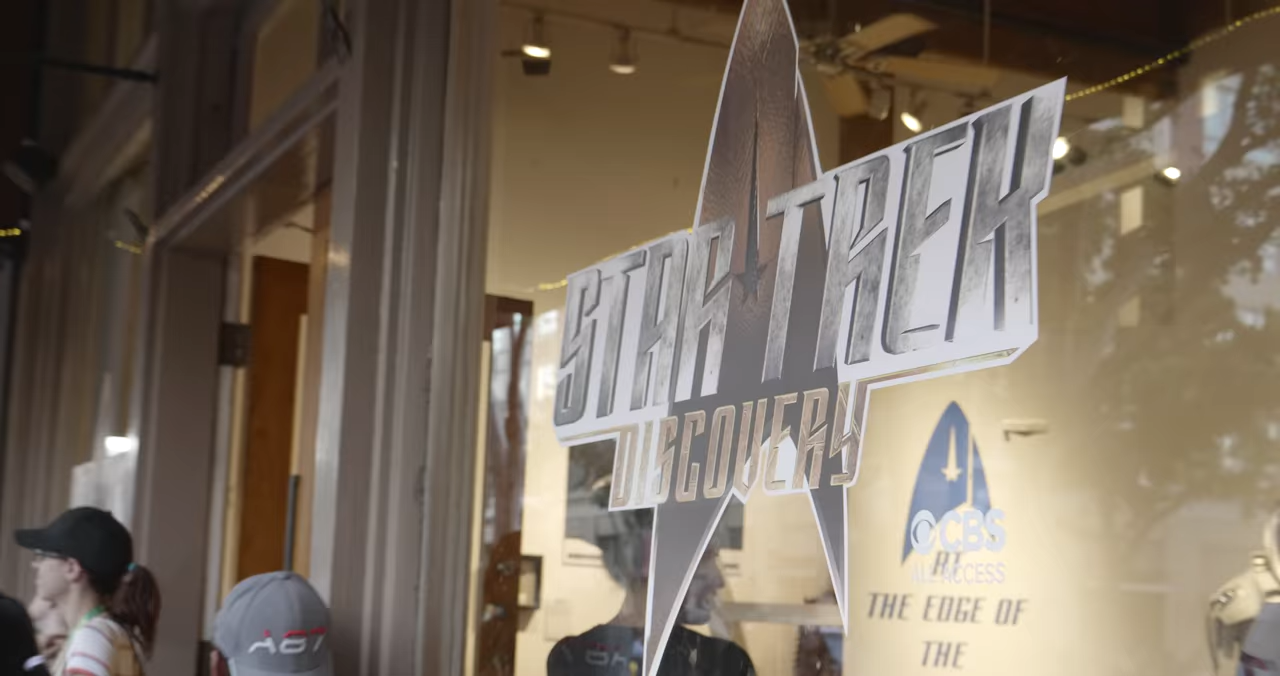 STAR TREK
DISCOVERY
CBS
ALL ACCESS
AT
THE EDGE OF
THE